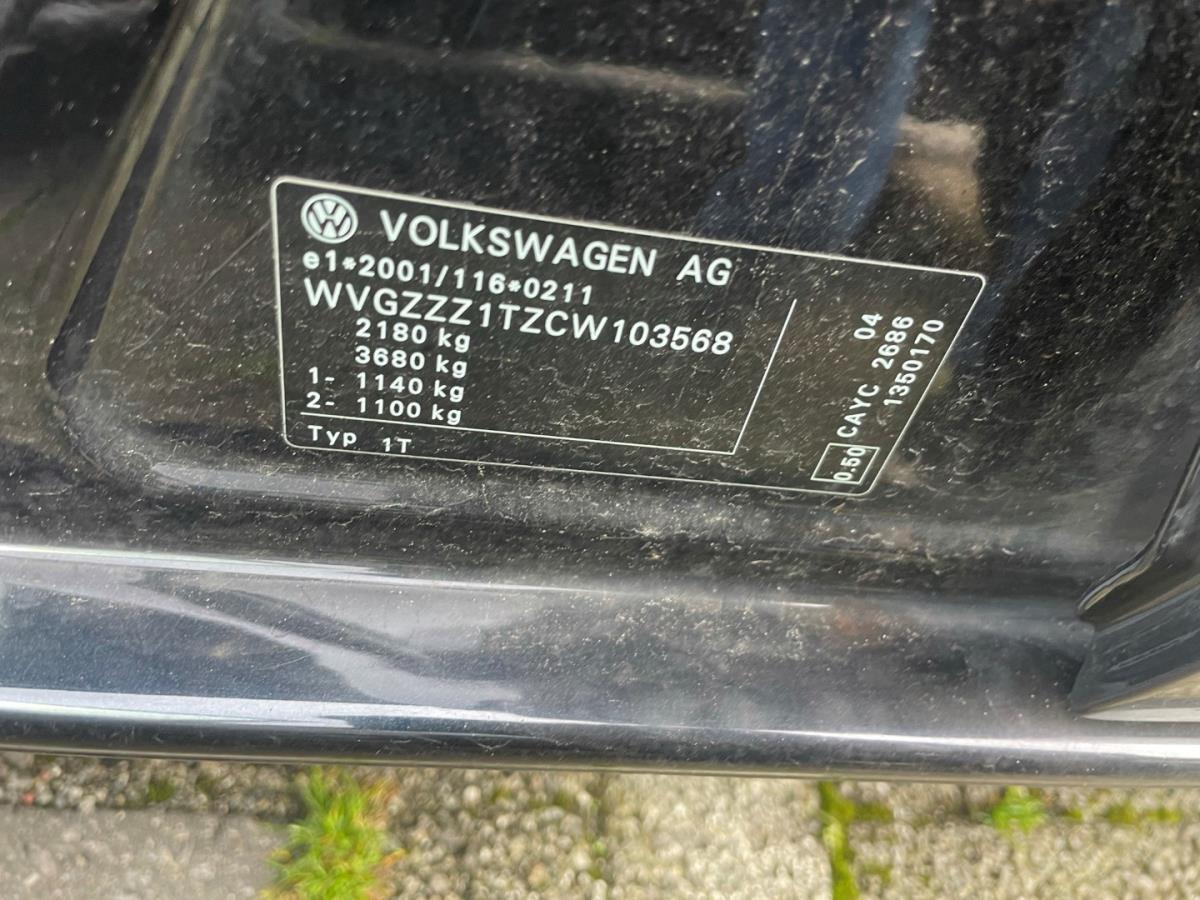 VOLKSWAGEN AG
e1*2001/116*0211
WVGZZZ1TZCW103568
2180 kg
3680 kg
1- 1140 kg
2- 1100 kg
Typ 1T
04
0.50 CAYC 2686
1350170